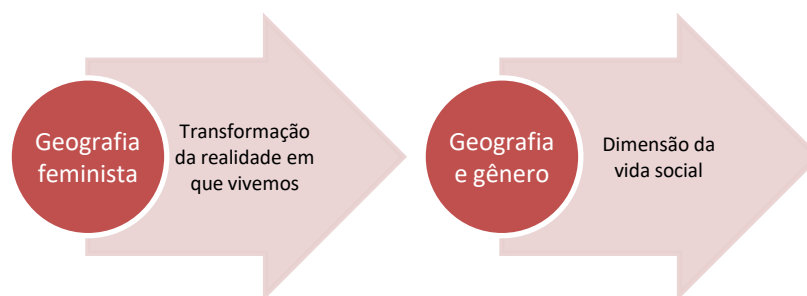 Geografia
feminista
Transformação
da realidade em
que vivemos
Geografia
e gênero
Dimensão da
vida social